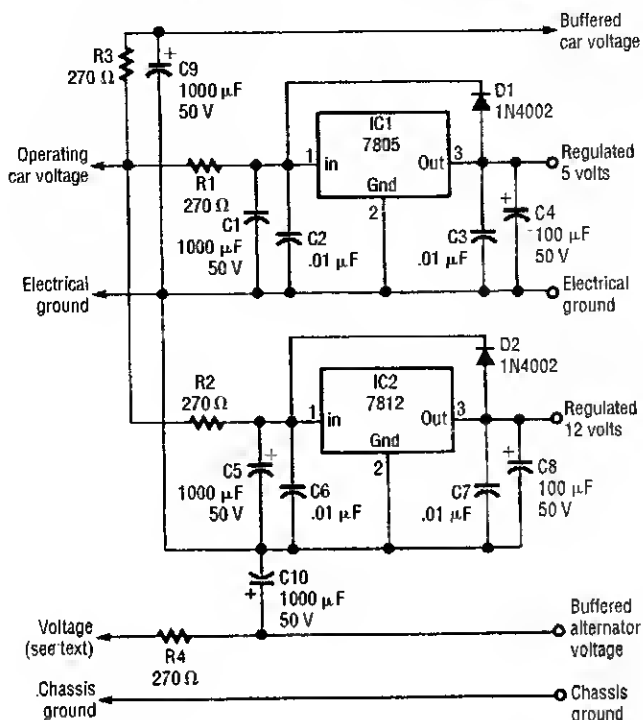 Buffered
car voltage
R3
270 Ω
+
C9
1000 µF
50 V
D1
1N4002
IC1
7805
1
in
Out
3
Gnd
2
Operating
car voltage
R1
270 Ω
C1
1000 µF
50 V
C2
.01 µF
C3
.01 µF
+
C4
100 µF
50 V
Regulated
5 volts
Electrical
ground
Electrical
ground
D2
1N4002
R2
270 Ω
IC2
7812
1
in
Out
3
Gnd
2
Regulated
12 volts
+
C5
1000 µF
50 V
C6
.01 µF
C7
.01 µF
+
C8
100 µF
50 V
C10
+
1000 µF
50 V
Voltage
(see text)
R4
270 Ω
Buffered
alternator
voltage
Chassis
ground
Chassis
ground